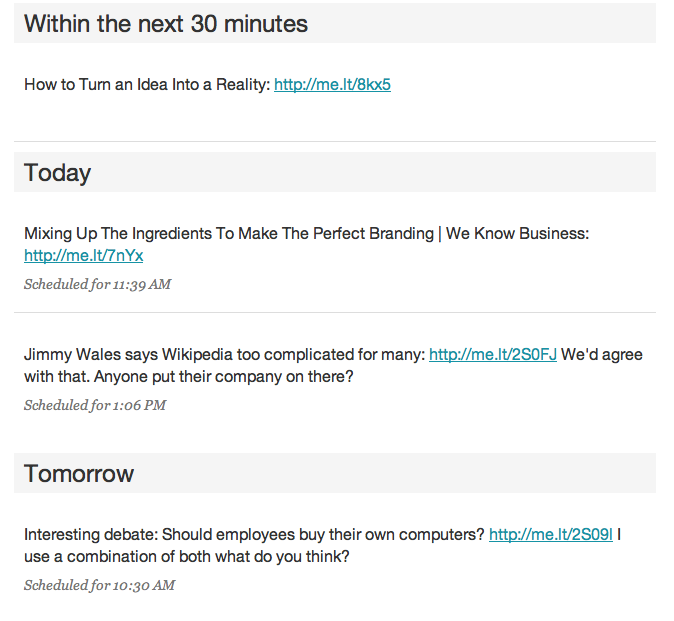 Within the next 30 minutes
How to Turn an Idea Into a Reality: http://me.lt/8kx5
Today
Mixing Up The Ingredients To Make The Perfect Branding | We Know Business:
http://me.lt/7nYx
Scheduled for 11:39 AM
Jimmy Wales says Wikipedia too complicated for many: http://me.lt/2S0FJ We'd agree
with that. Anyone put their company on there?
Scheduled for 1:06 PM
Tomorrow
Interesting debate: Should employees buy their own computers? http://me.lt/2S09l I
use a combination of both what do you think?
Scheduled for 10:30 AM